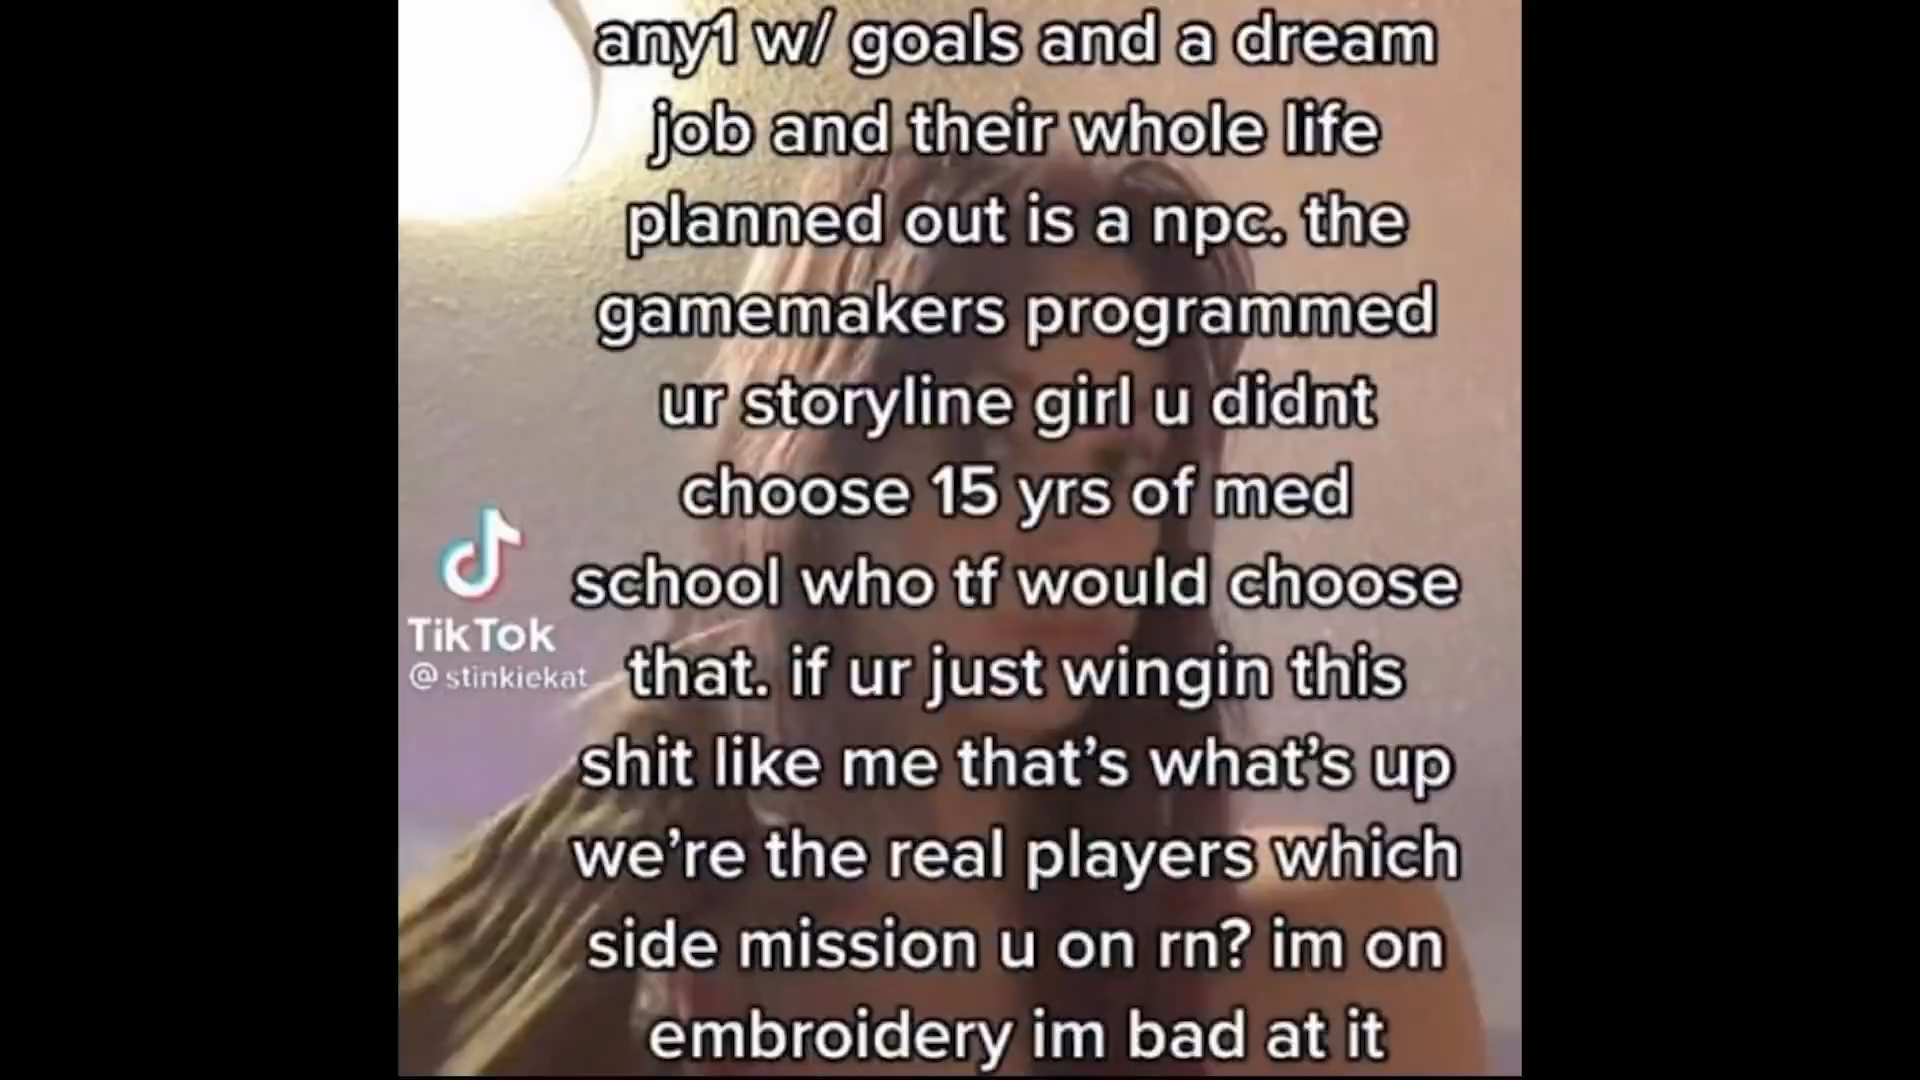 any1 w/ goals and a dream
job and their whole life
planned out is a npc. the
gamemakers programmed
ur storyline girl u didnt
choose 15 yrs of med
school who tf would choose
that. if ur just wingin this
shit like me that's what's up
we're the real players which
side mission u on rn? im on
embroidery im bad at it
TikTok
@stinkiekat